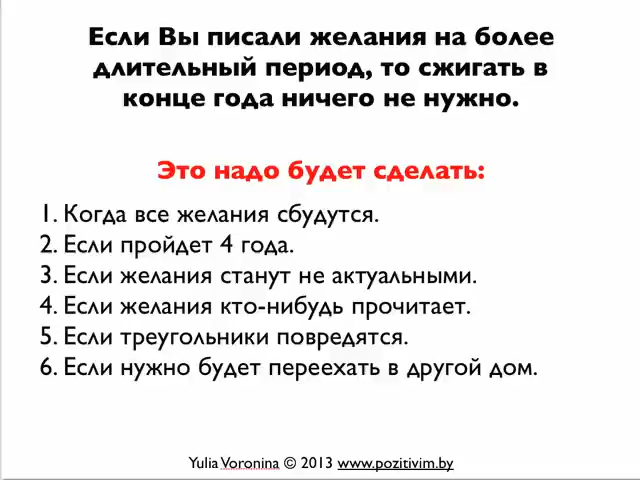 Если Вы писали желания на более
длительный период, то сжигать в
конце года ничего не нужно.
Это надо будет сделать:
1. Когда все желания сбудутся.
2. Если пройдет 4 года.
3. Если желания станут не актуальными.
4. Если желания кто-нибудь прочитает.
5. Если треугольники повредятся.
6. Если нужно будет переехать в другой дом.
Yulia Voronina © 2013 www.pozitivim.by